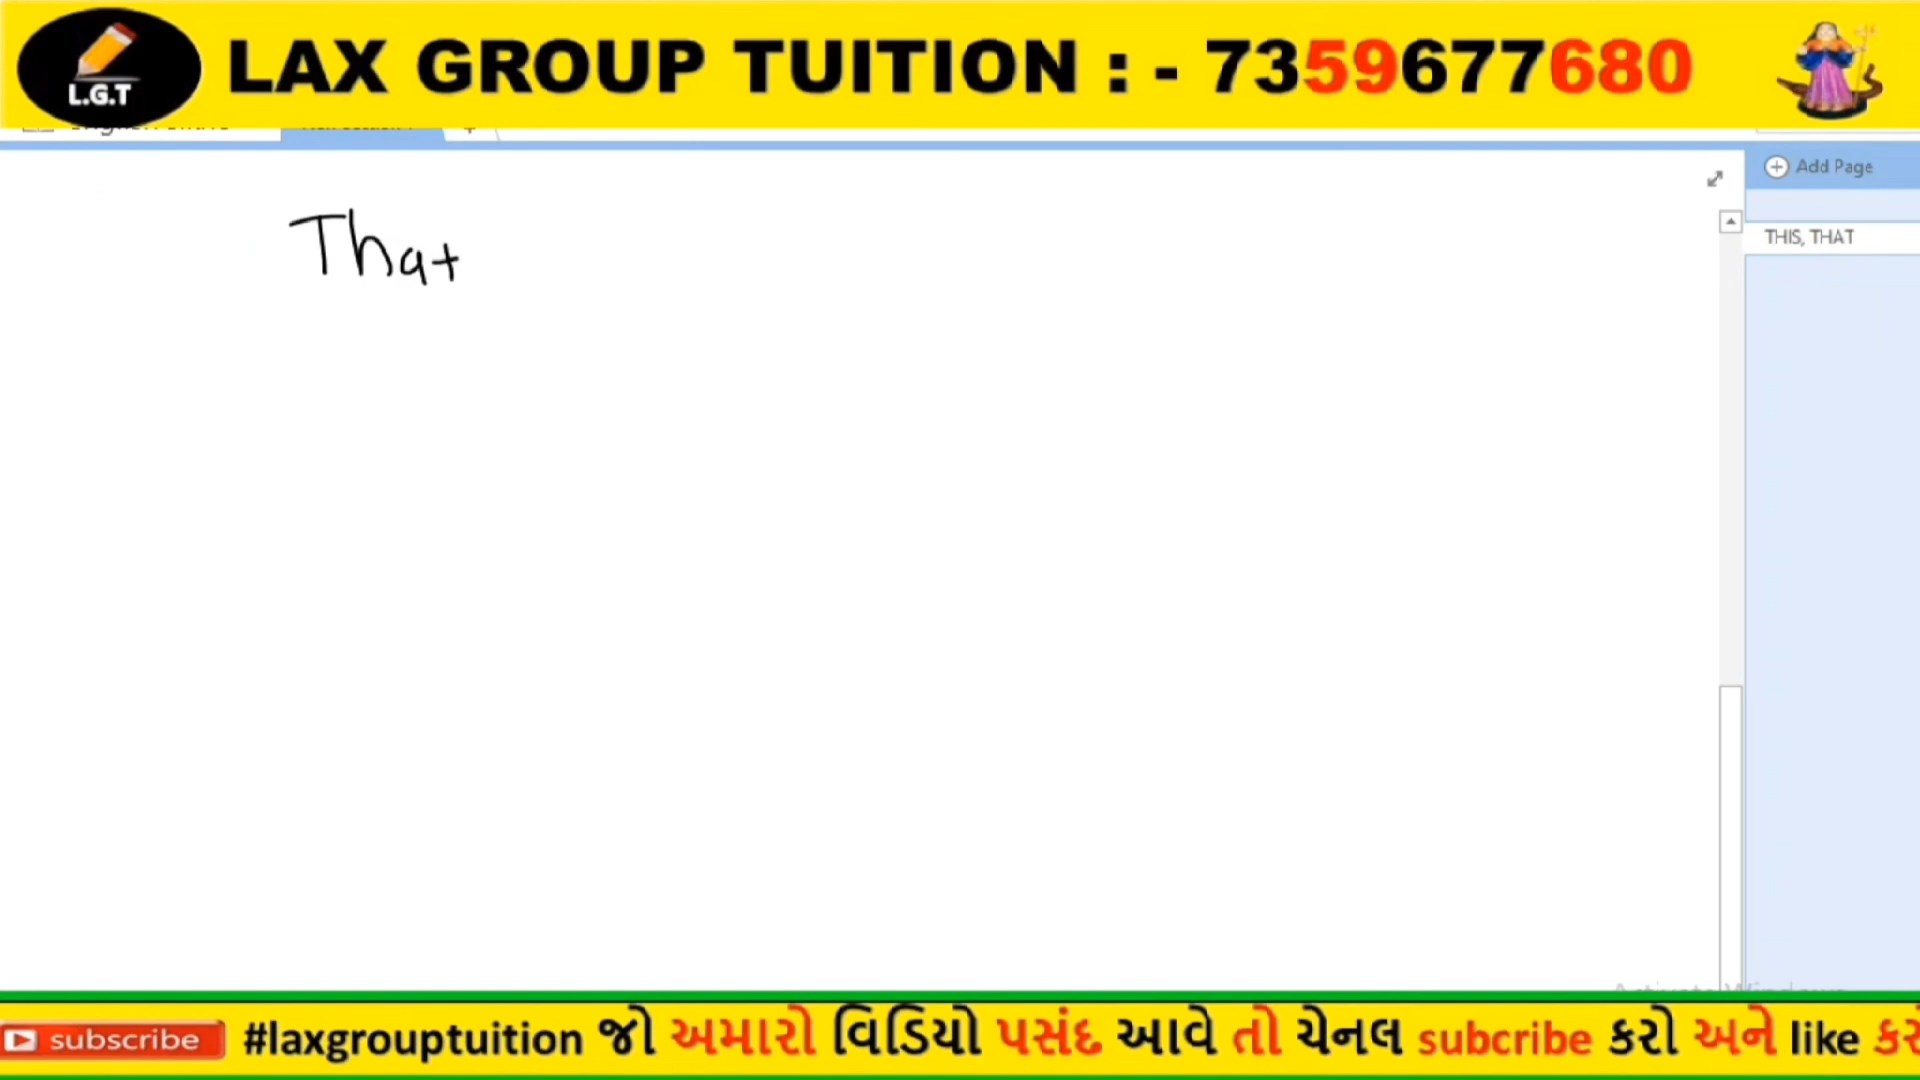 L.G.T
LAX GROUP TUITION : - 7359677680
Add Page
THIS, THAT
That
subscribe
#laxgrouptuition જો અમારો વિડિયો પસંદ આવે તો ચેનલ subcribe કરો અને like